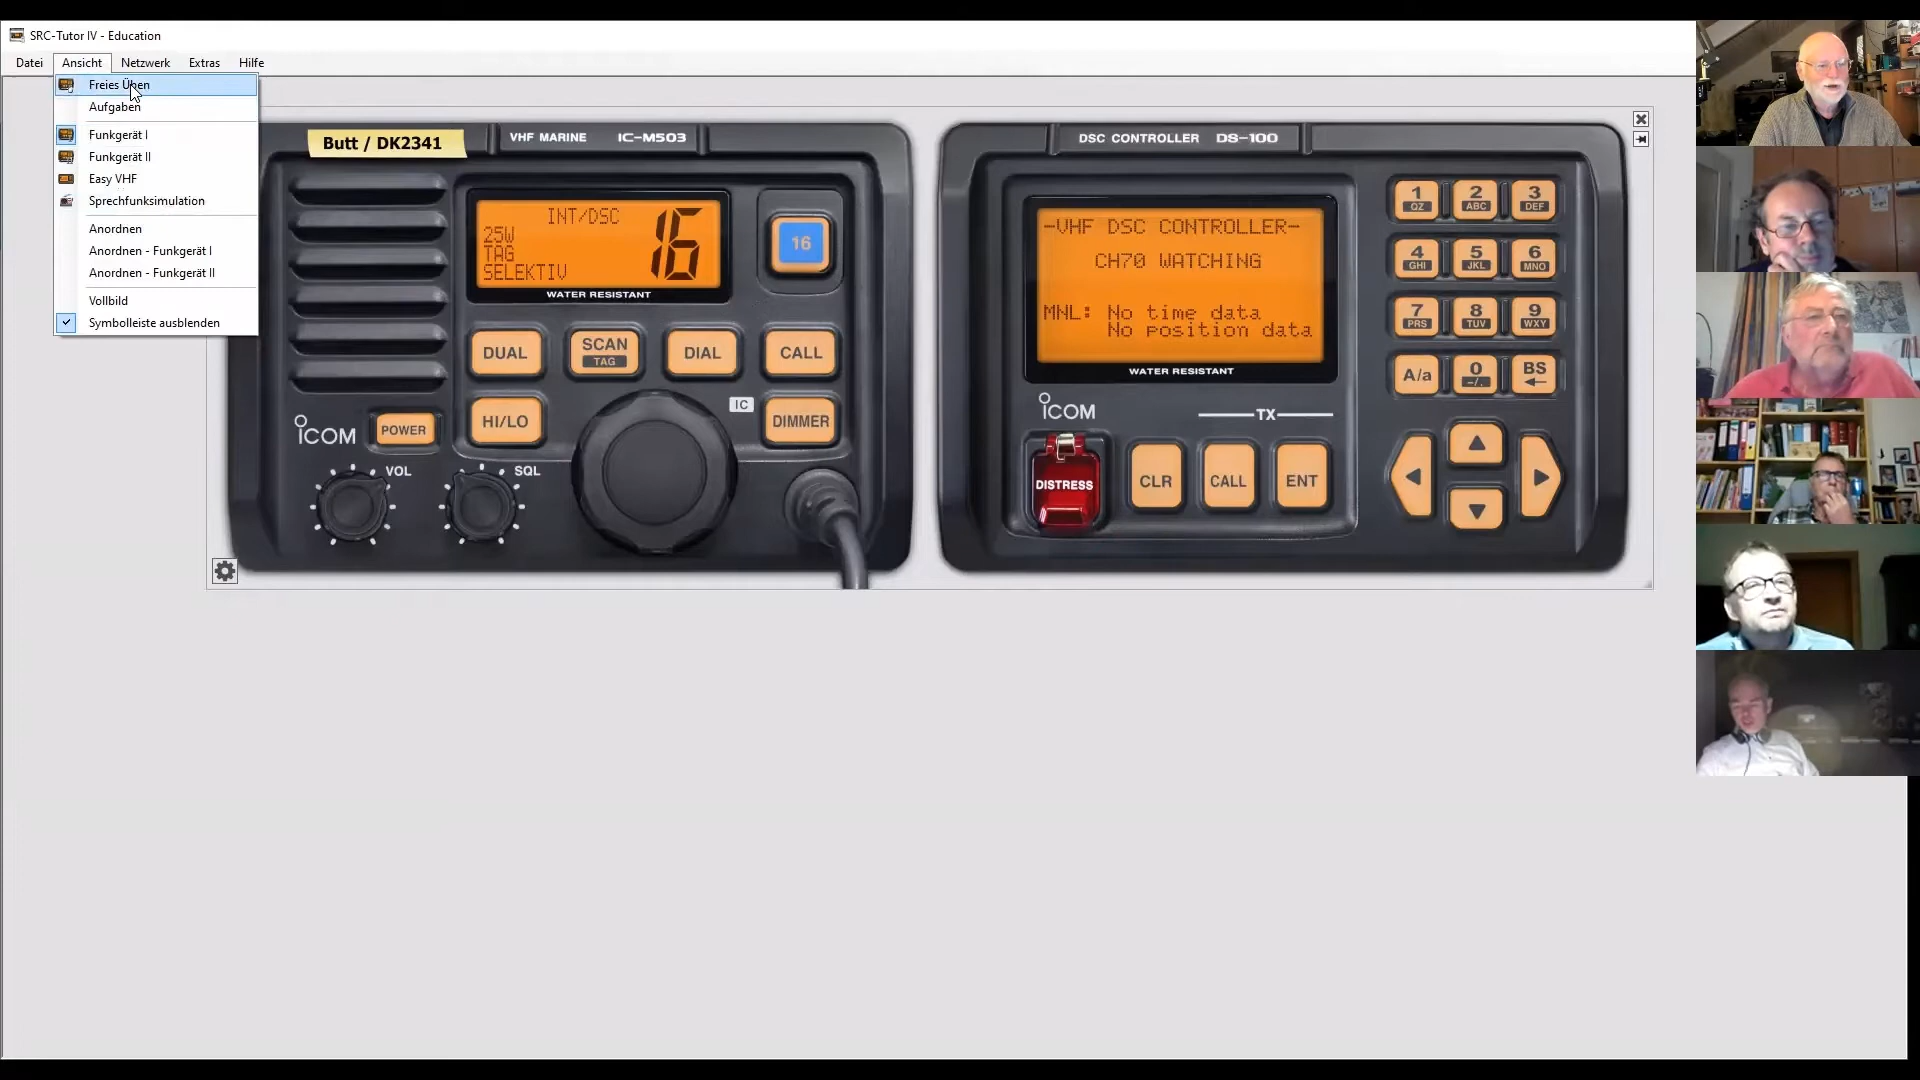 SRC-Tutor IV - Education
Datei Ansicht Netzwerk Extras Hilfe
Freies Üben
Aufgaben
Funkgerät I
Funkgerät II
Easy VHF
Sprechfunksimulation
Anordnen
Anordnen - Funkgerät I
Anordnen - Funkgerät II
Vollbild
Symbolleiste ausblenden
Butt / DK2341
VHF MARINE IC-M503
INT/DSC
25W
TAG
SELEKTIV
16
WATER RESISTANT
16
DUAL
SCAN
TAG
DIAL
CALL
HI/LO
IC
DIMMER
ICOM
POWER
VOL
SQL
DSC CONTROLLER DS-100
-VHF DSC CONTROLLER-
CH70 WATCHING
MNL: No time data
No position data
WATER RESISTANT
ICOM
TX
DISTRESS
CLR
CALL
ENT
1
QZ
2
ABC
3
DEF
4
GHI
5
JKL
6
MNO
7
PRS
8
TUV
9
WXY
A/a
0
-/.
BS